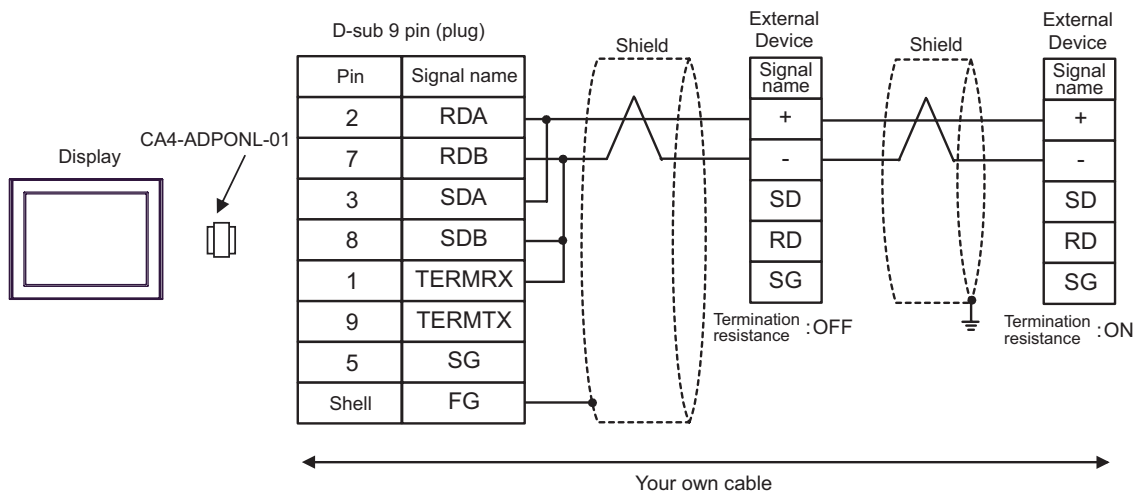 D-sub 9 pin (plug)
Shield
External
Device
Shield
External
Device
Display
CA4-ADPONL-01
Pin Signal name
2 RDA
7 RDB
3 SDA
8 SDB
1 TERMRX
9 TERMTX
5 SG
Shell FG
Signal
name
+
-
SD
RD
SG
Termination
resistance :OFF
Signal
name
+
-
SD
RD
SG
Termination
resistance :ON
Your own cable